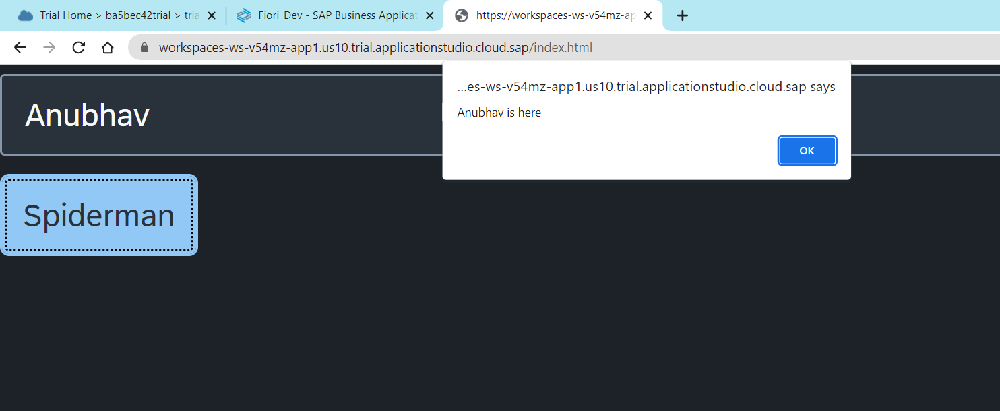 Trial Home > ba5bec42trial > tria
Fiori_Dev - SAP Business Applicat
https://workspaces-ws-v54mz-ap
workspaces-ws-v54mz-app1.us10.trial.applicationstudio.cloud.sap/index.html
...es-ws-v54mz-app1.us10.trial.applicationstudio.cloud.sap says
Anubhav is here
OK
Anubhav
Spiderman